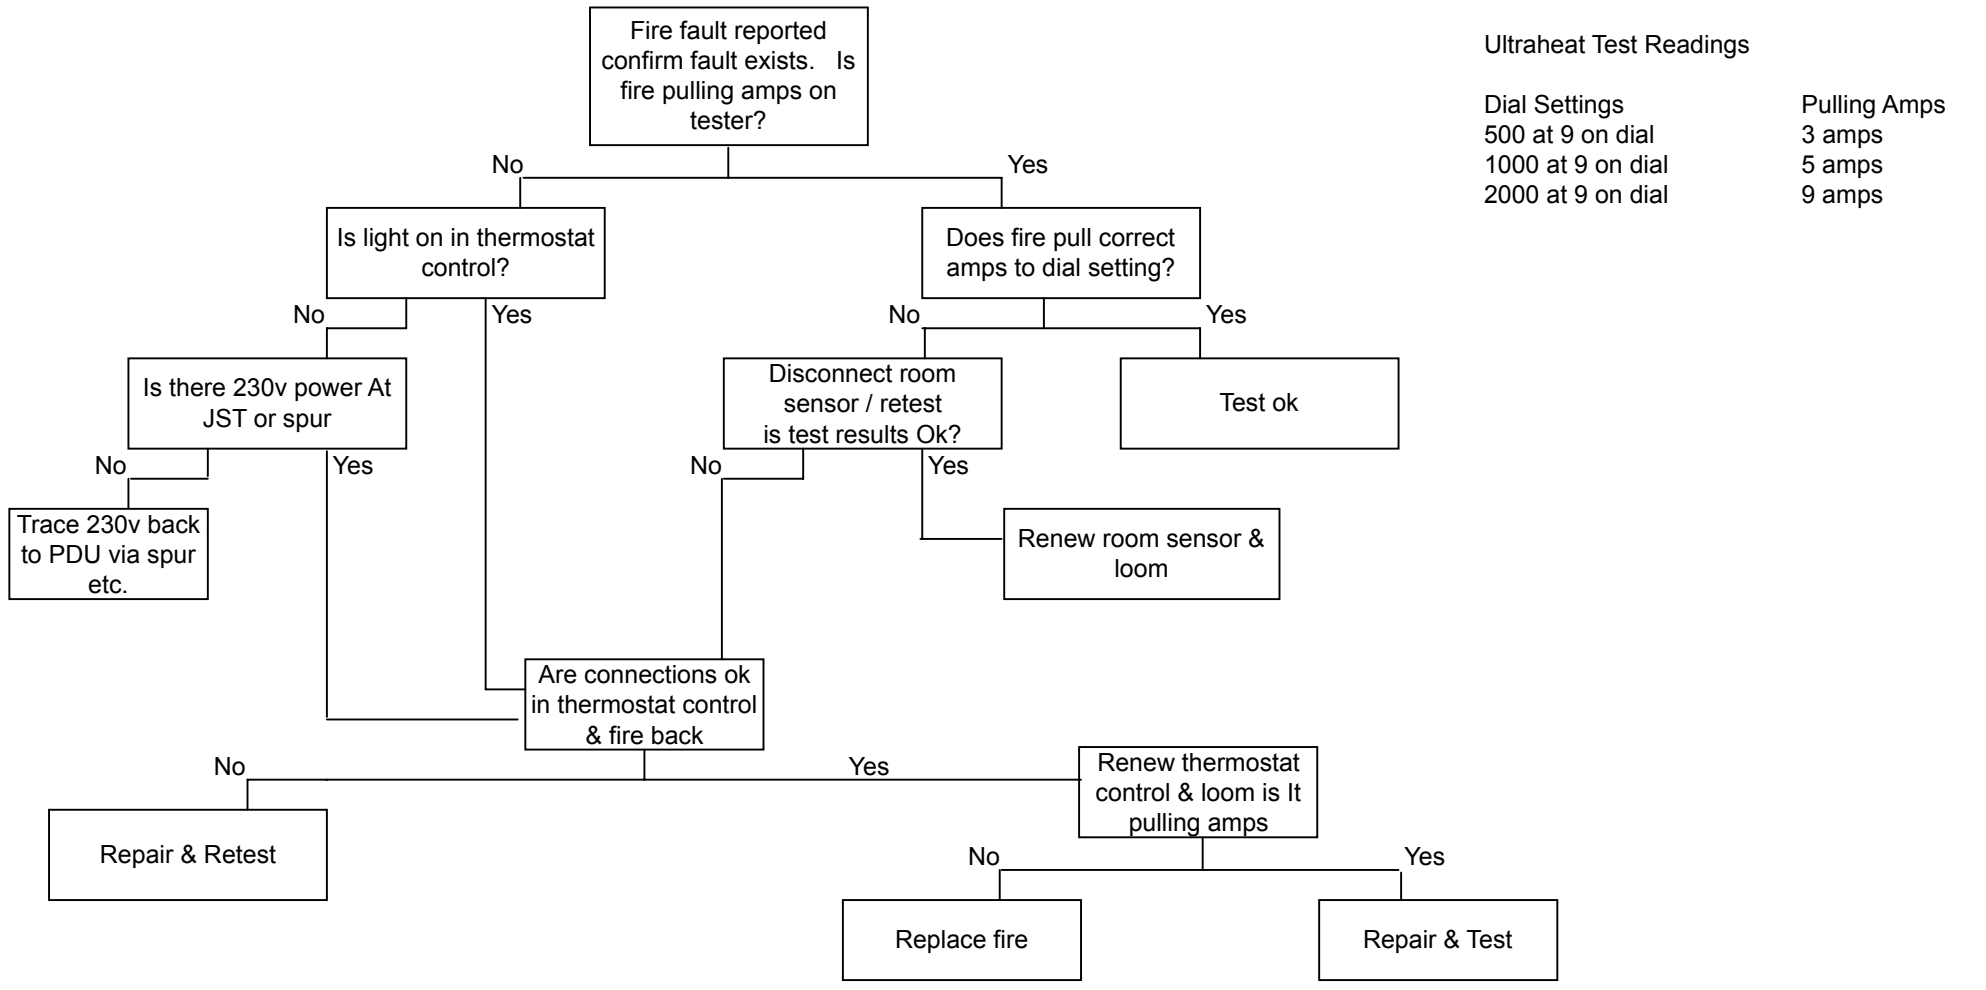 Fire fault reported
confirm fault exists.   Is
fire pulling amps on
tester?
Ultraheat Test Readings
Dial Settings Pulling Amps
500 at 9 on dial 3 amps
1000 at 9 on dial 5 amps
2000 at 9 on dial 9 amps
No
Yes
Is light on in thermostat
control?
Does fire pull correct
amps to dial setting?
No
Yes
No
Yes
Is there 230v power At
JST or spur
Disconnect room
sensor / retest
is test results Ok?
Test ok
No
Yes
No
Yes
Trace 230v back
to PDU via spur
etc.
Renew room sensor &
loom
Are connections ok
in thermostat control
& fire back
No
Yes
Renew thermostat
control & loom is It
pulling amps
Repair & Retest
No
Yes
Replace fire
Repair & Test